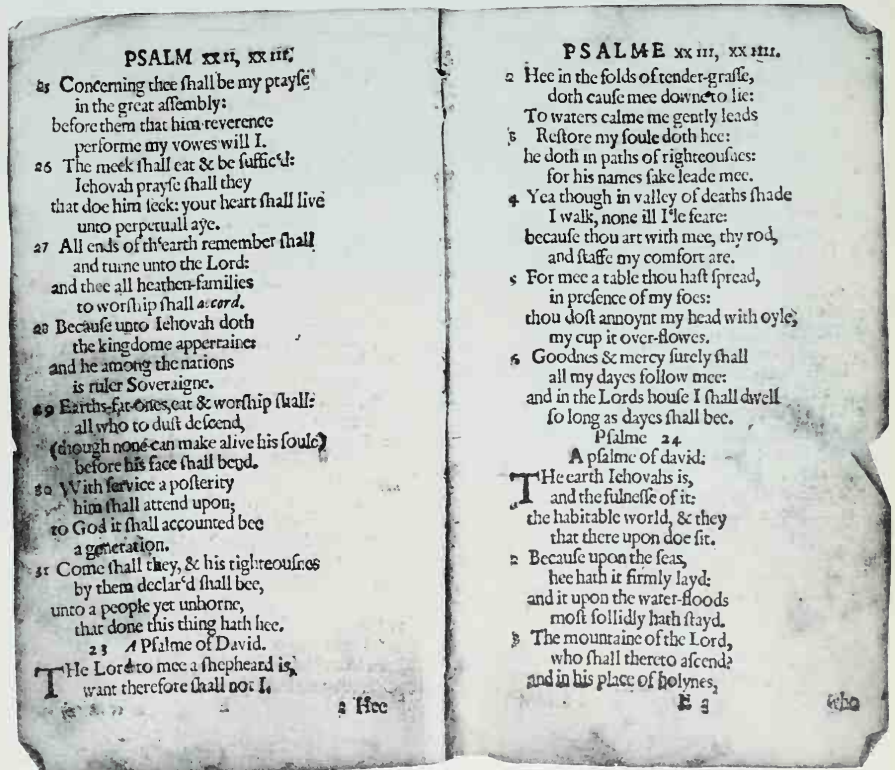 PSALM xxii, xxiii.
25 Concerning thee ſhall be my prayſe
in the great aſſembly:
before them that him reverence
performe my vowes will I.
26 The meek ſhall eat & be ſuffic'd:
Iehovah prayſe ſhall they
that doe him ſeek: your heart ſhall live
unto perpetuall aye.
27 All ends of th'earth remember ſhall
and turne unto the Lord:
and thee all heathen-families
to worſhip ſhall acord.
28 Becauſe unto Iehovah doth
the kingdome appertaine:
and he among the nations
is ruler Soveraigne.
29 Earths-fat-ones, eat & worſhip ſhall:
all who to duſt deſcend,
(though none can make alive his ſoule)
before his face ſhall bend.
30 With ſervice a poſterity
him ſhall attend upon;
to God it ſhall accounted bee
a generation.
31 Come ſhall they, & his righteouſnes
by them declar'd ſhall bee,
unto a people yet unborne,
that done this thing hath hee.
23 A Pſalme of David.
THe Lord to mee a ſhepheard is,
want therefore ſhall not I.
2 Hee
PSALME xxiii, xxiiii.
2 Hee in the folds of tender-graſſe,
doth cauſe mee downe to lie:
To waters calme me gently leads
3 Reſtore my ſoule doth hee:
he doth in paths of righteouſnes:
for his names ſake leade mee.
4 Yea though in valley of deaths ſhade
I walk, none ill I'le feare:
becauſe thou art with mee, thy rod,
and ſtaffe my comfort are.
5 For mee a table thou haſt ſpread,
in preſence of my foes:
thou doſt annoynt my head with oyle,
my cup it over-flowes.
6 Goodnes & mercy ſurely ſhall
all my dayes follow mee:
and in the Lords houſe I ſhall dwell
ſo long as dayes ſhall bee.
Pſalme 24
A pſalme of david.
THe earth Iehovahs is,
and the fulneſſe of it:
the habitable world, & they
that there upon doe ſit.
2 Becauſe upon the ſeas,
hee hath it firmly layd:
and it upon the water-floods
moſt ſollidly hath ſtayd.
3 The mountaine of the Lord,
who ſhall thereto aſcend?
and in his place of holynes,
E 3 who